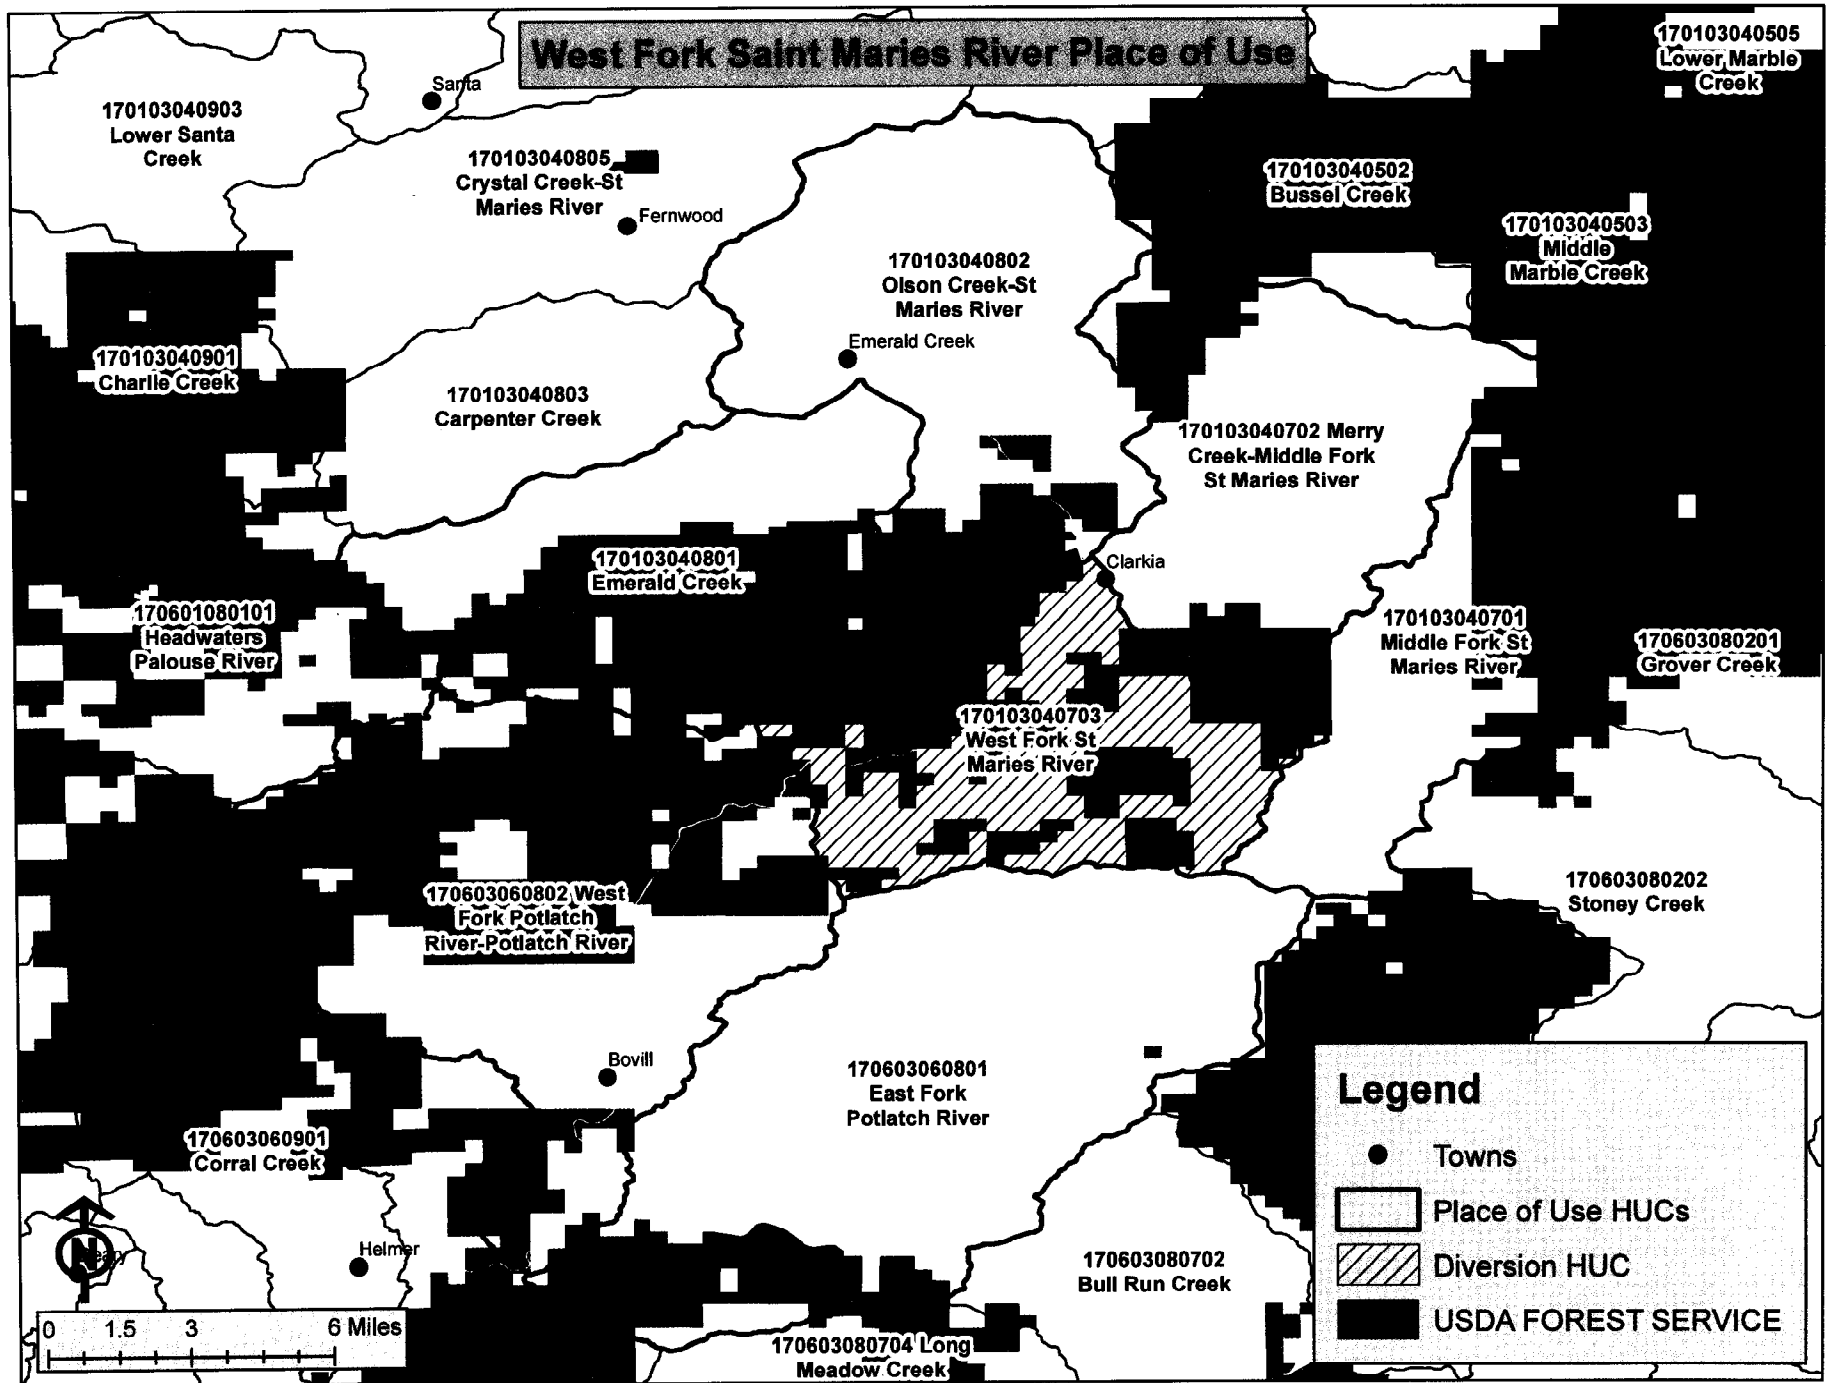 West Fork Saint Maries River Place of Use
170103040505
Lower Marble
Creek
Santa
170103040903
Lower Santa
Creek
170103040805
Crystal Creek-St
Maries River
Fernwood
170103040502
Bussel Creek
170103040503
Middle
Marble Creek
170103040802
Olson Creek-St
Maries River
Emerald Creek
170103040901
Charlie Creek
170103040803
Carpenter Creek
170103040702 Merry
Creek-Middle Fork
St Maries River
170103040801
Emerald Creek
Clarkia
170601080101
Headwaters
Palouse River
170103040701
Middle Fork St
Maries River
170603080201
Grover Creek
170103040703
West Fork St
Maries River
170603060802 West
Fork Potlatch
River-Potlatch River
170603080202
Stoney Creek
Bovill
170603060801
East Fork
Potlatch River
170603060901
Corral Creek
Helmer
N
170603080702
Bull Run Creek
170603080704 Long
Meadow Creek
0 1.5 3 6 Miles
Legend
Towns
Place of Use HUCs
Diversion HUC
USDA FOREST SERVICE